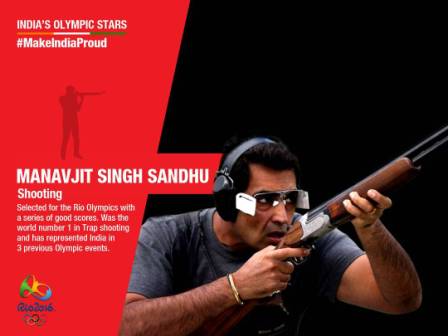 INDIA'S OLYMPIC STARS
#MakeIndiaProud
MANAVJIT SINGH SANDHU
Shooting
Selected for the Rio Olympics with
a series of good scores. Was the
world number 1 in Trap shooting
and has represented India in
3 previous Olympic events.
Rio2016